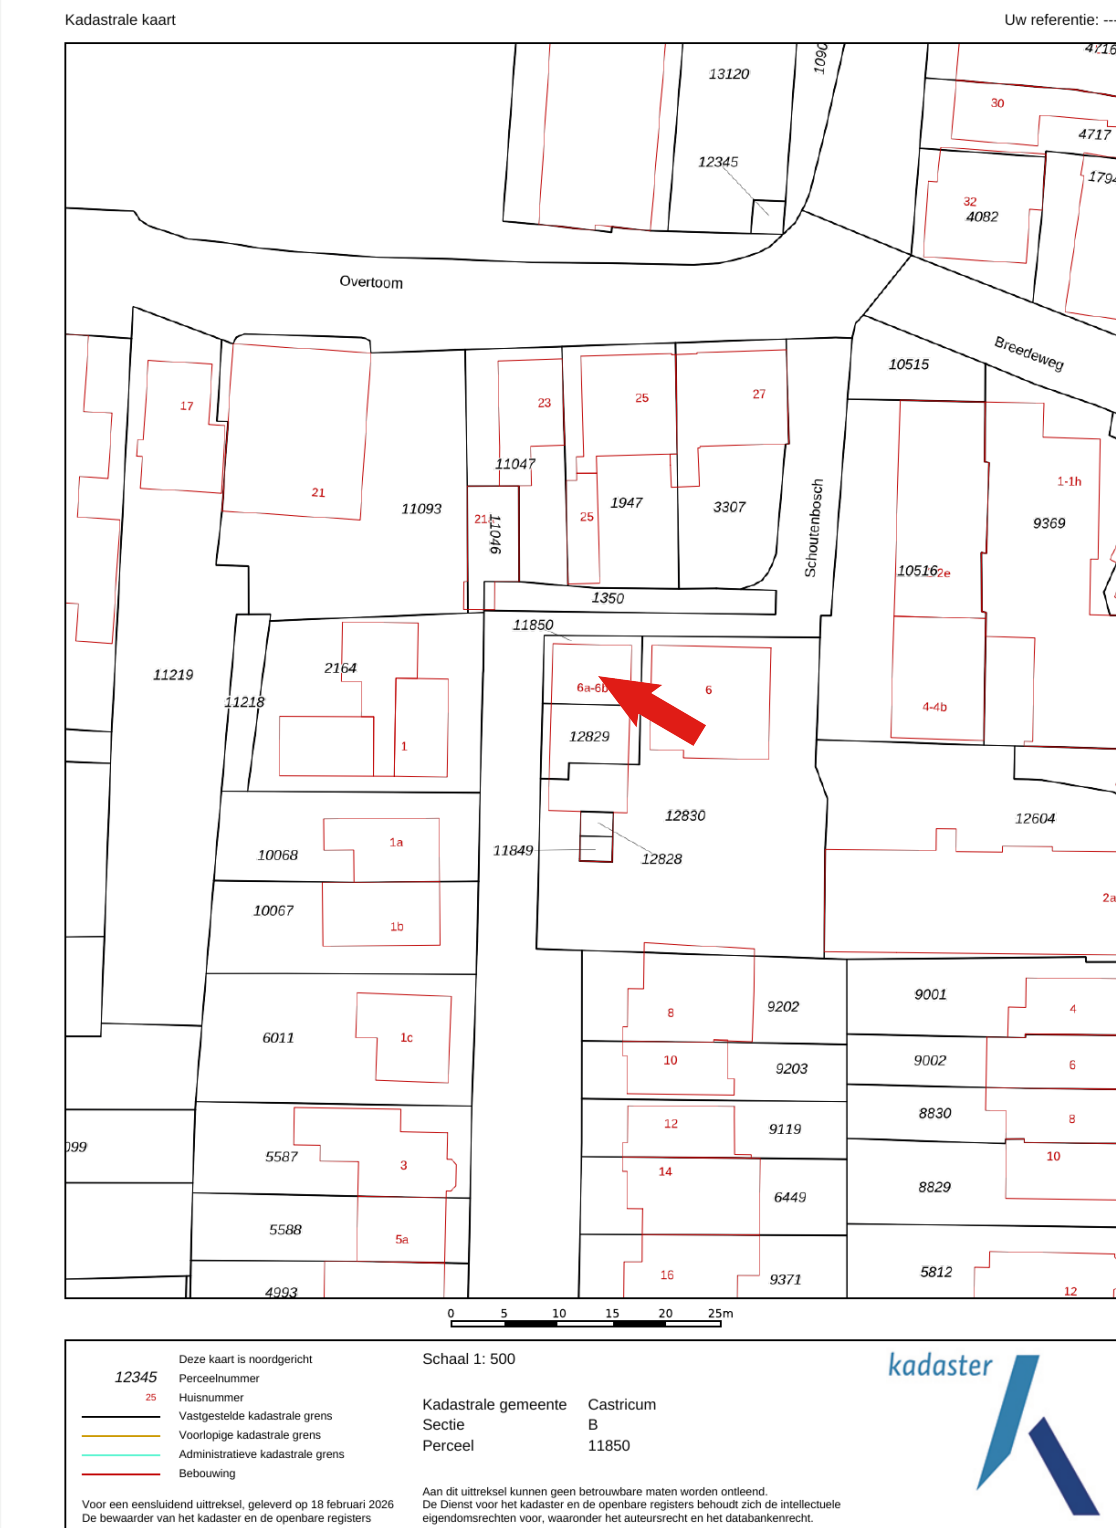 Kadastrale kaart
Uw referentie: --
13120
1090
4716
30
4717
12345
1794
32
4082
Overtoom
Breedeweg
10515
17
23
25
27
21
11047
11093
1947
3307
25
11046
Schoutenbosch
1-1h
9369
10516
1350
11850
11219
2164
11218
6a-6b
6
4-4b
1
12829
12830
12604
10068
1a
11849
12828
10067
1b
2a
6011
1c
8
9202
9001
4
10
9203
9002
6
099
12
9119
8830
8
5587
3
14
6449
8829
10
5588
5a
16
9371
5812
12
4993
0 5 10 15 20 25m
Deze kaart is noordgericht
12345 Perceelnummer
25 Huisnummer
Vastgestelde kadastrale grens
Voorlopige kadastrale grens
Administratieve kadastrale grens
Bebouwing
Schaal 1: 500
Kadastrale gemeente Castricum
Sectie B
Perceel 11850
kadaster
Voor een eensluidend uittreksel, geleverd op 18 februari 2026
De bewaarder van het kadaster en de openbare registers
Aan dit uittreksel kunnen geen betrouwbare maten worden ontleend.
De Dienst voor het kadaster en de openbare registers behoudt zich de intellectuele
eigendomsrechten voor, waaronder het auteursrecht en het databankenrecht.